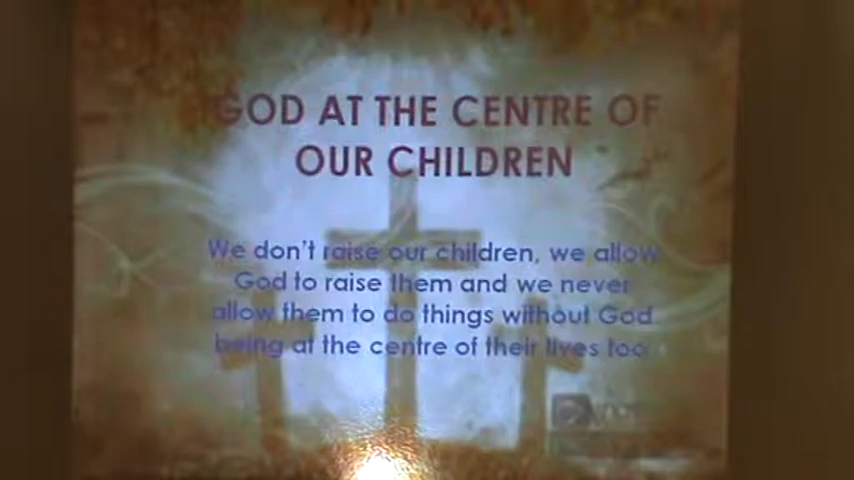 GOD AT THE CENTRE OF
OUR CHILDREN
We don't raise our children, we allow
God to raise them and we never
allow them to do things without God
being at the centre of their lives too